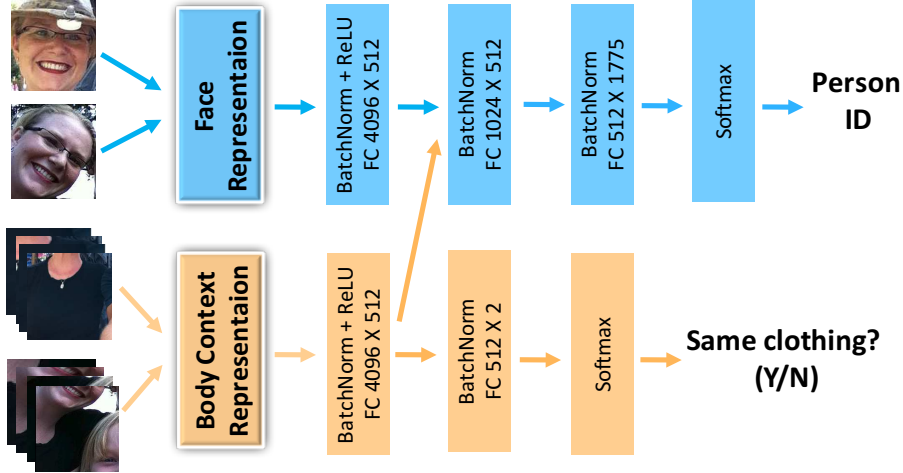 Face
Representaion
BatchNorm + ReLU
FC 4096 X 512
BatchNorm
FC 1024 X 512
BatchNorm
FC 512 X 1775
Softmax
Person
ID
Body Context
Representaion
BatchNorm + ReLU
FC 4096 X 512
BatchNorm
FC 512 X 2
Softmax
Same clothing?
(Y/N)